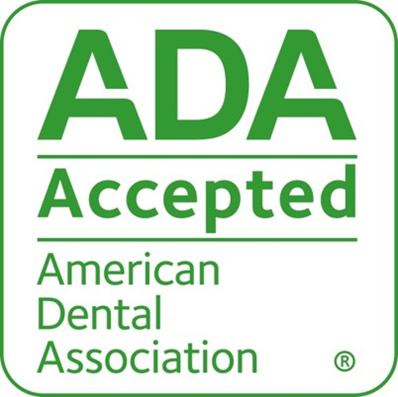 ADA
Accepted
American
Dental
Association ®